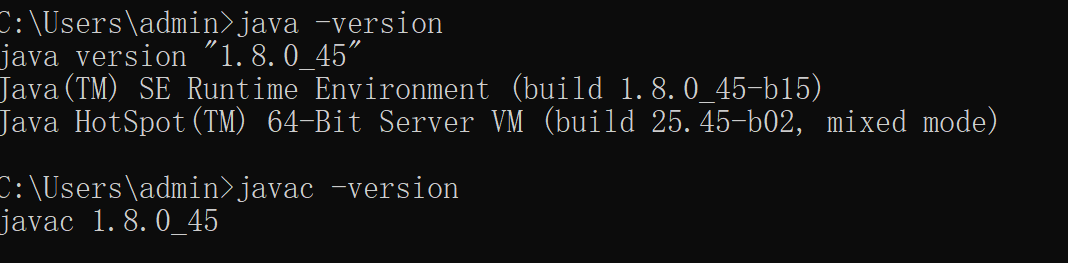 C:\Users\admin>java -version
java version "1.8.0_45"
Java(TM) SE Runtime Environment (build 1.8.0_45-b15)
Java HotSpot(TM) 64-Bit Server VM (build 25.45-b02, mixed mode)
C:\Users\admin>javac -version
javac 1.8.0_45